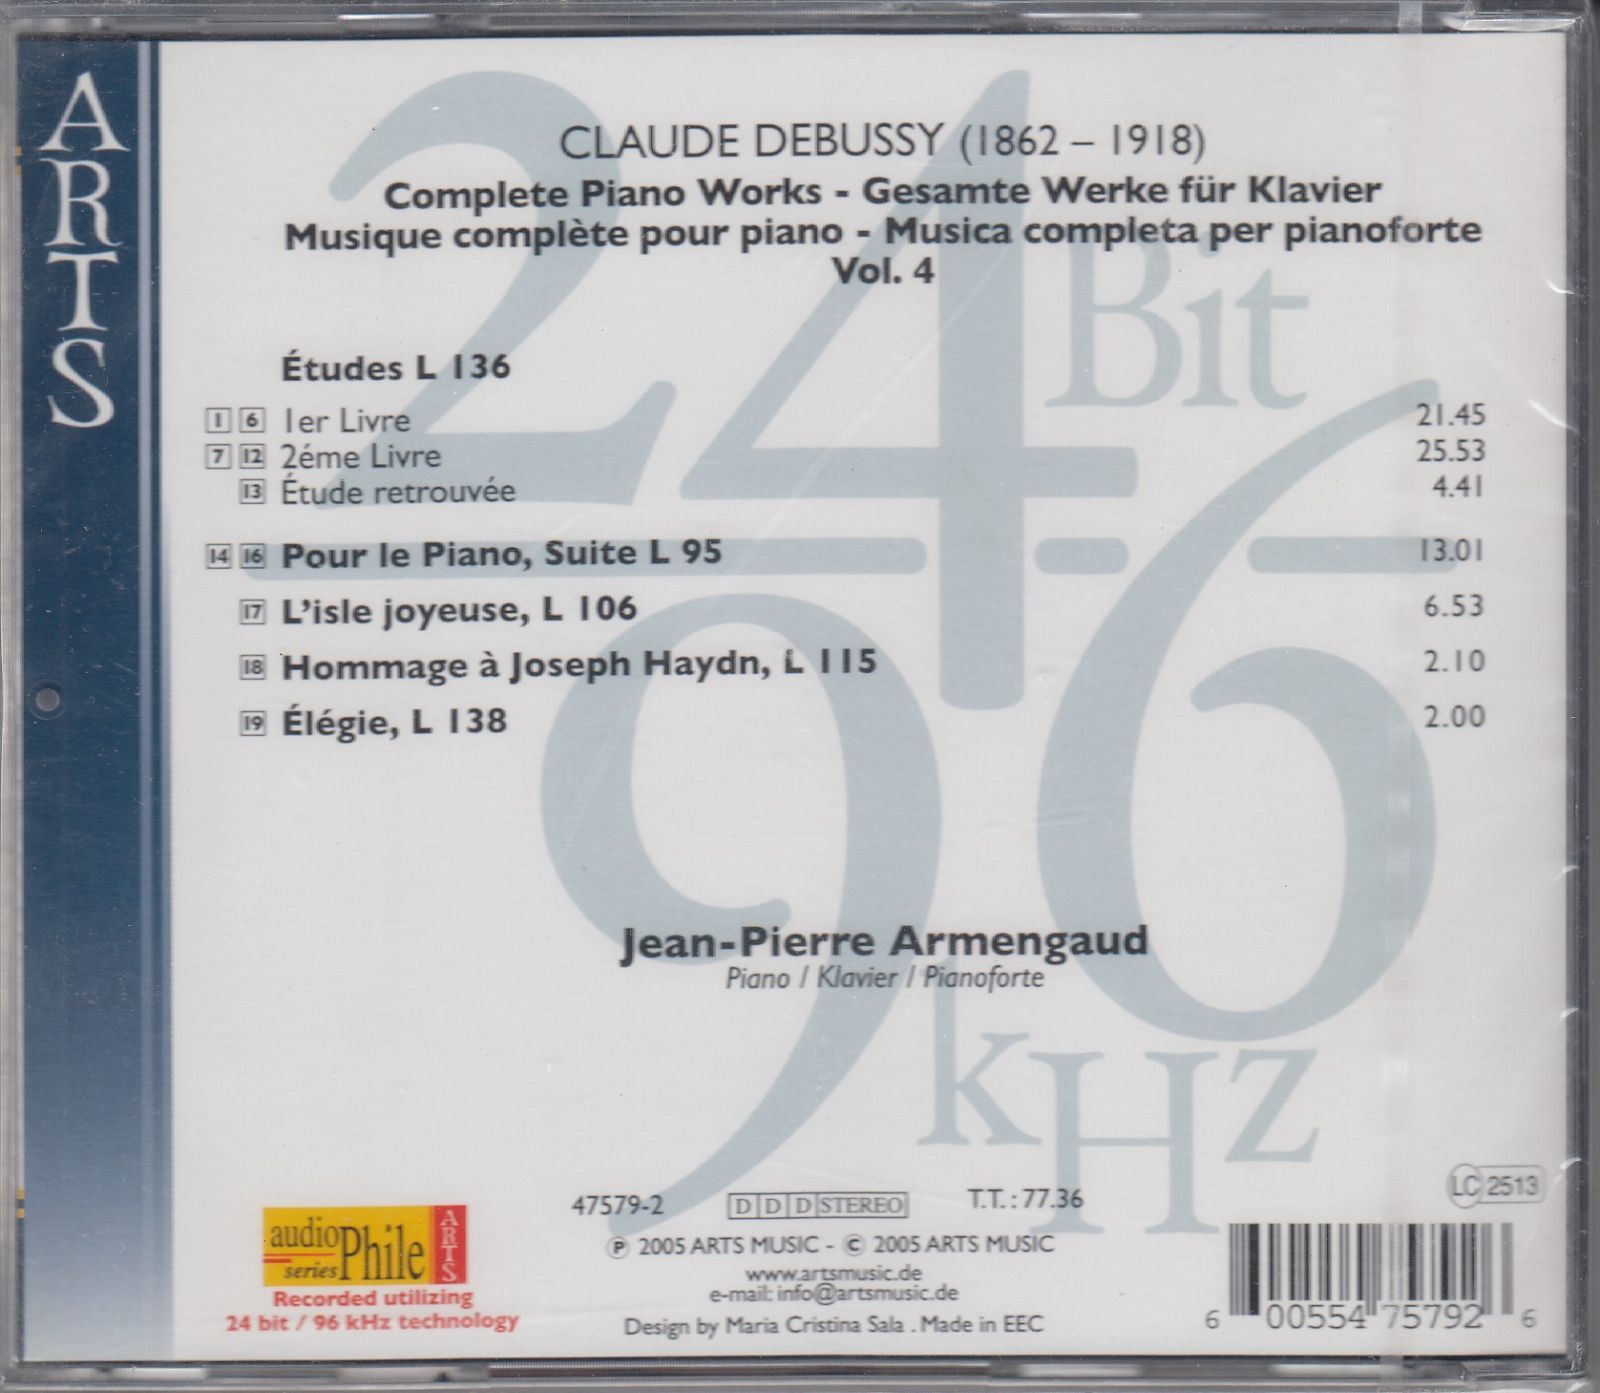 ARTS
24 Bit
96 kHz
CLAUDE DEBUSSY (1862 – 1918)
Complete Piano Works - Gesamte Werke für Klavier
Musique complète pour piano - Musica completa per pianoforte
Vol. 4
Études L 136
1 6 1er Livre 21.45
7 12 2éme Livre 25.53
13 Étude retrouvée 4.41
14 16 Pour le Piano, Suite L 95 13.01
17 L'isle joyeuse, L 106 6.53
18 Hommage à Joseph Haydn, L 115 2.10
19 Élégie, L 138 2.00
Jean-Pierre Armengaud
Piano / Klavier / Pianoforte
audioPhile series ARTS
Recorded utilizing
24 bit / 96 kHz technology
47579-2 DDD STEREO T.T.: 77.36
℗ 2005 ARTS MUSIC - © 2005 ARTS MUSIC
www.artsmusic.de
e-mail: info@artsmusic.de
Design by Maria Cristina Sala . Made in EEC
LC 2513
6 00554 75792 6